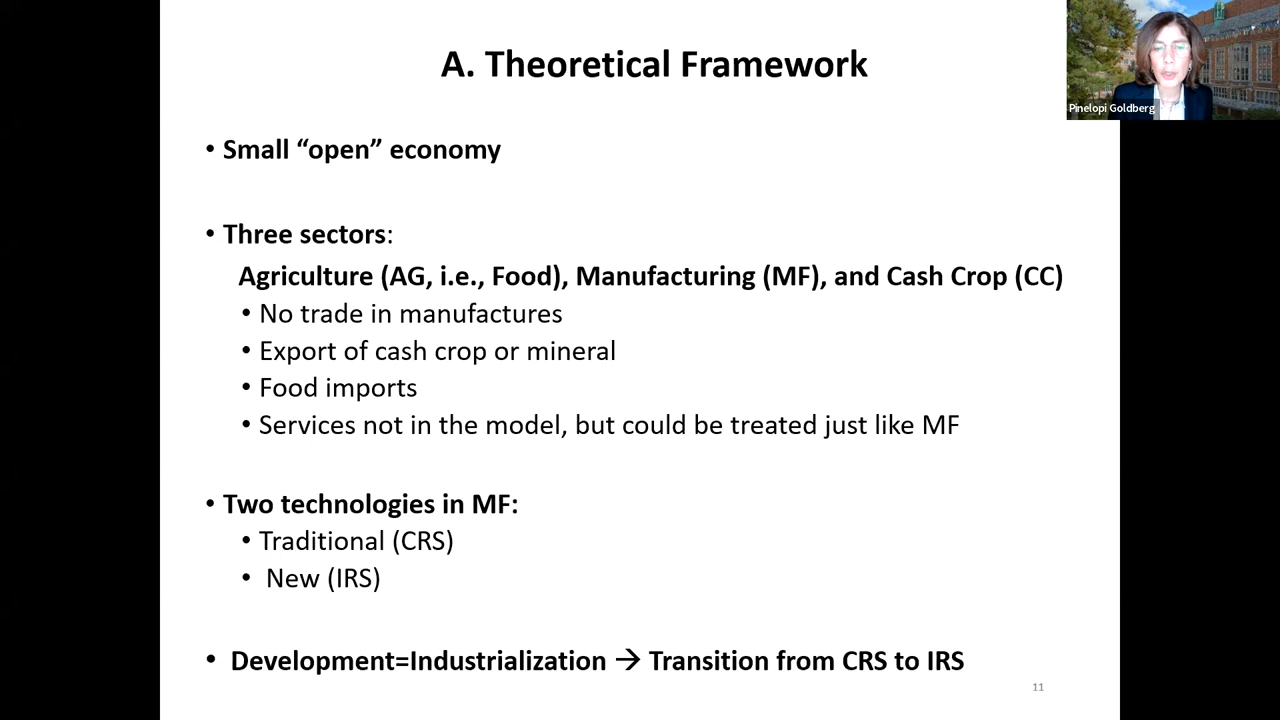 A. Theoretical Framework
Pinelopi Goldberg
• Small “open” economy
• Three sectors:
Agriculture (AG, i.e., Food), Manufacturing (MF), and Cash Crop (CC)
• No trade in manufactures
• Export of cash crop or mineral
• Food imports
• Services not in the model, but could be treated just like MF
• Two technologies in MF:
• Traditional (CRS)
• New (IRS)
• Development=Industrialization → Transition from CRS to IRS
11